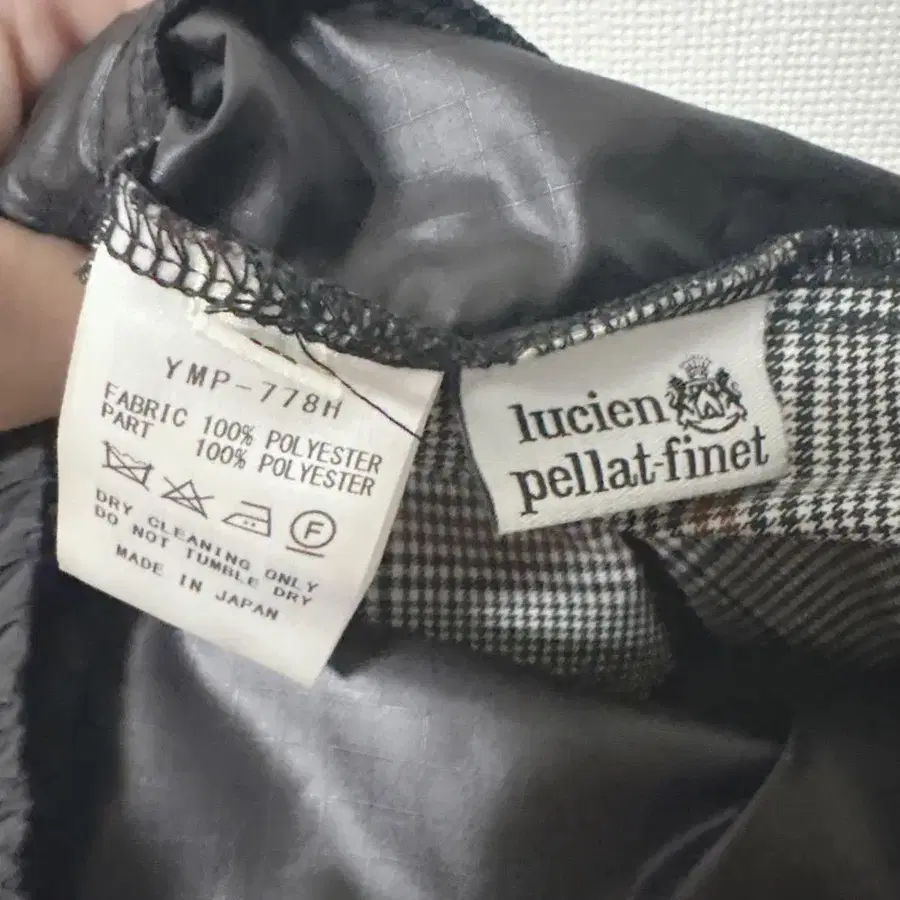 YMP-778H
FABRIC 100% POLYESTER
PART 100% POLYESTER
F
DRY CLEANING ONLY
DO NOT TUMBLE DRY
MADE IN JAPAN
lucien
pellat-finet